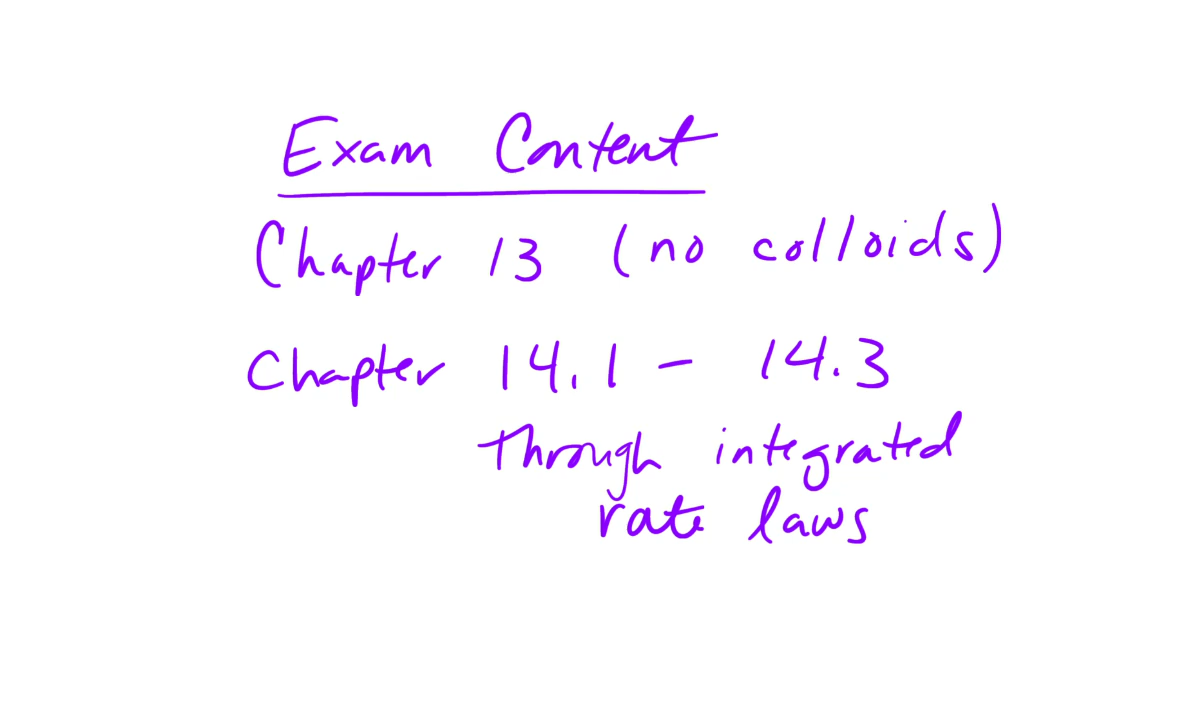 Exam Content
Chapter 13 (no colloids)
Chapter 14.1 - 14.3
through integrated
rate laws